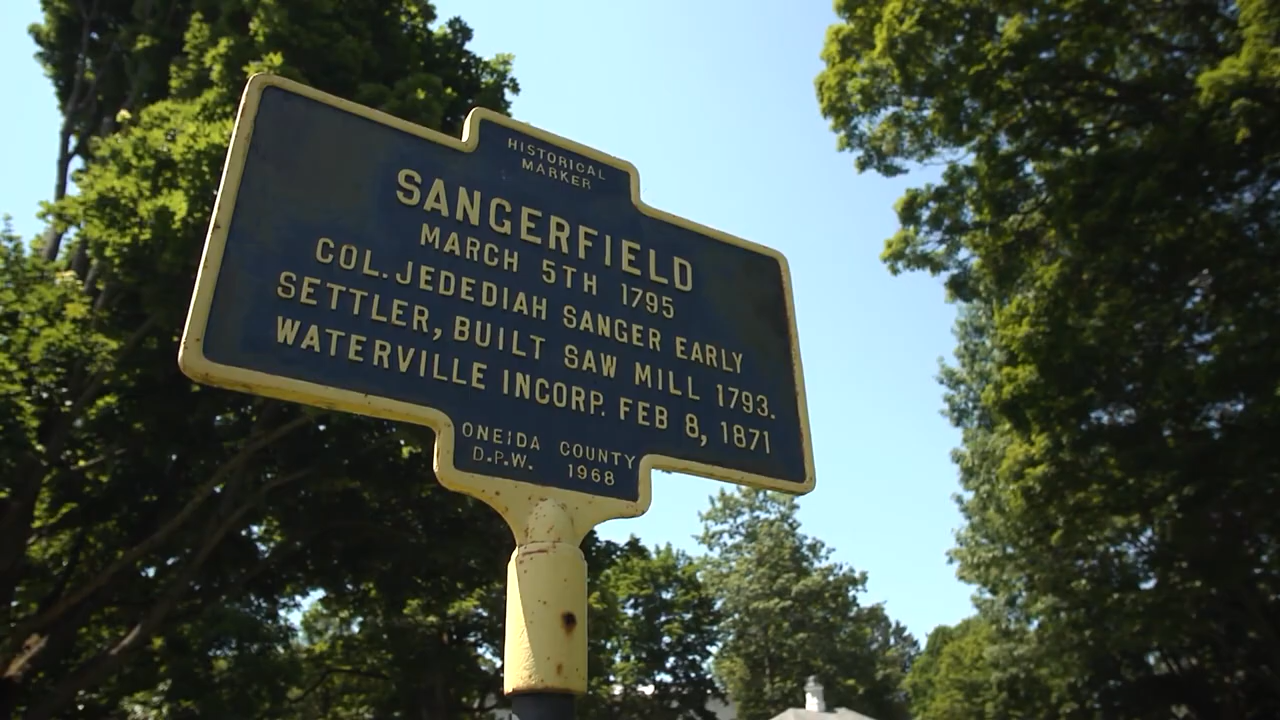 HISTORICAL
MARKER
SANGERFIELD
MARCH 5TH 1795
COL. JEDEDIAH SANGER EARLY
SETTLER, BUILT SAW MILL 1793.
WATERVILLE INCORP. FEB 8, 1871
ONEIDA COUNTY
D.P.W. 1968